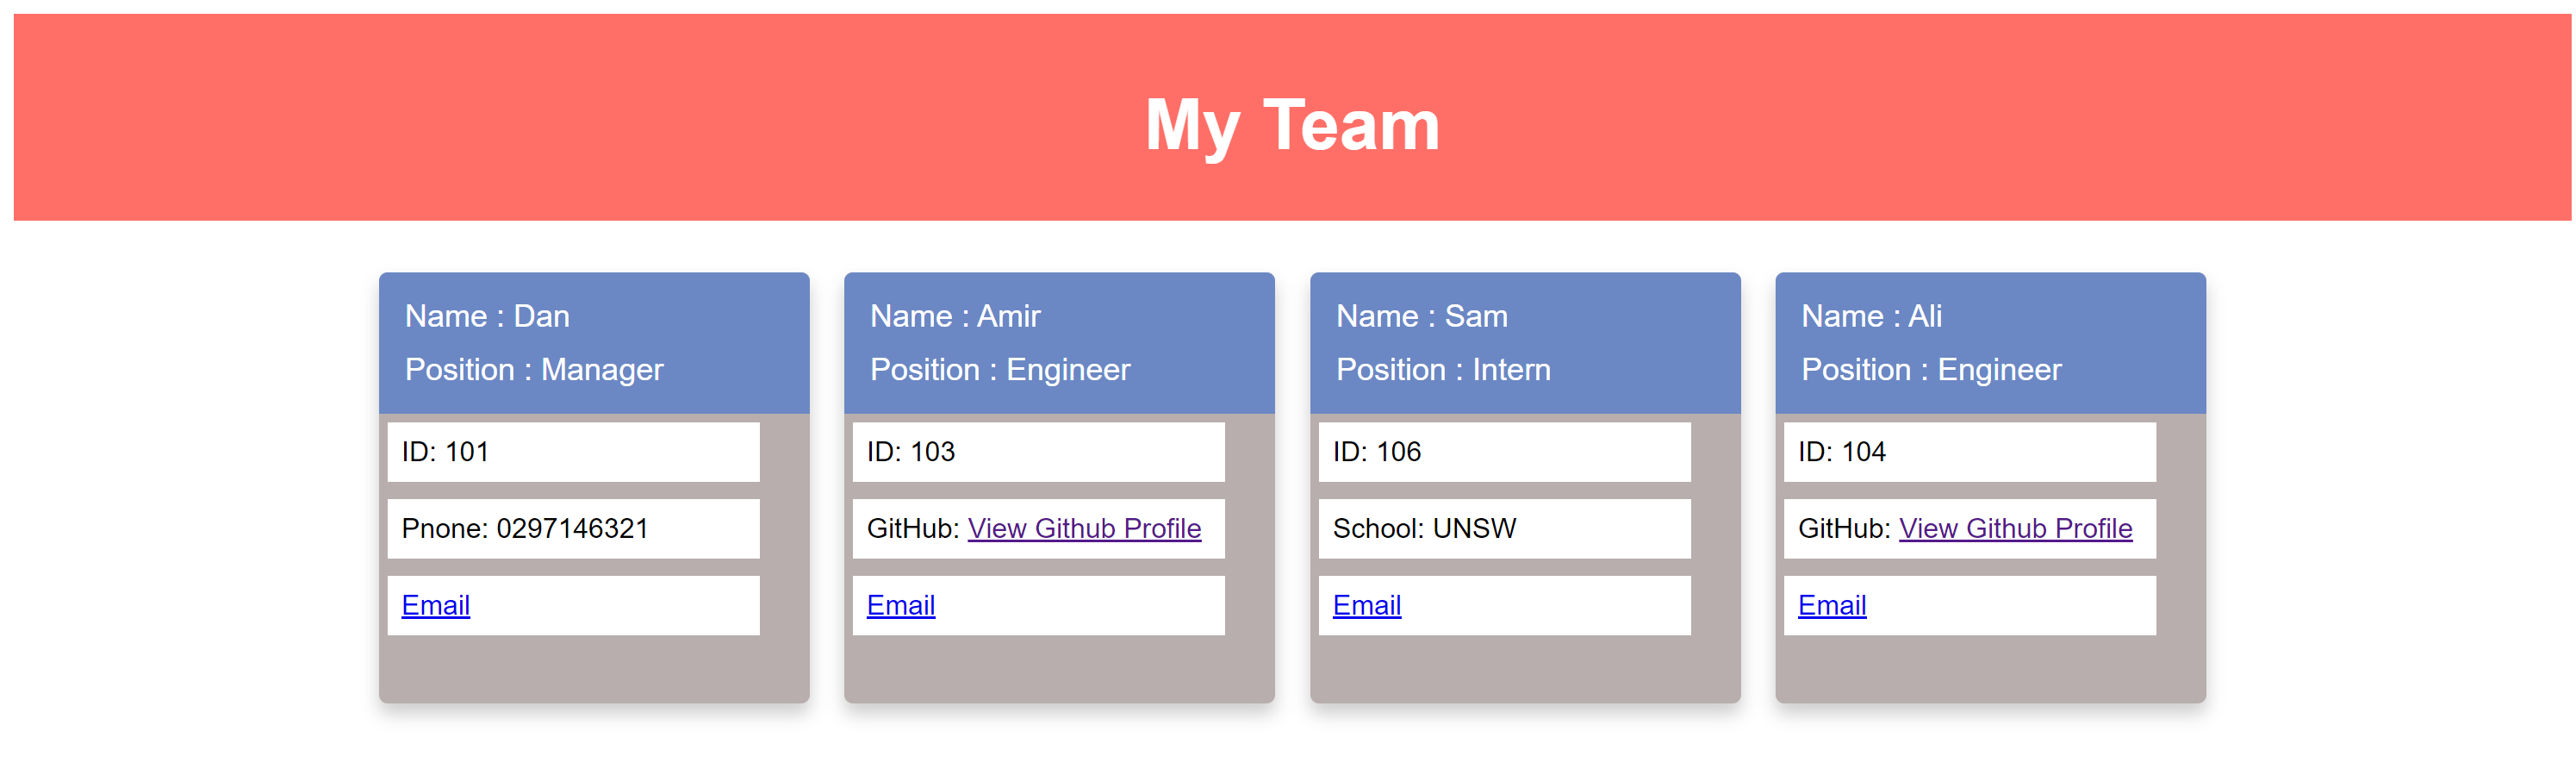 My Team
Name : Dan
Position : Manager
ID: 101
Pnone: 0297146321
Email
Name : Amir
Position : Engineer
ID: 103
GitHub: View Github Profile
Email
Name : Sam
Position : Intern
ID: 106
School: UNSW
Email
Name : Ali
Position : Engineer
ID: 104
GitHub: View Github Profile
Email